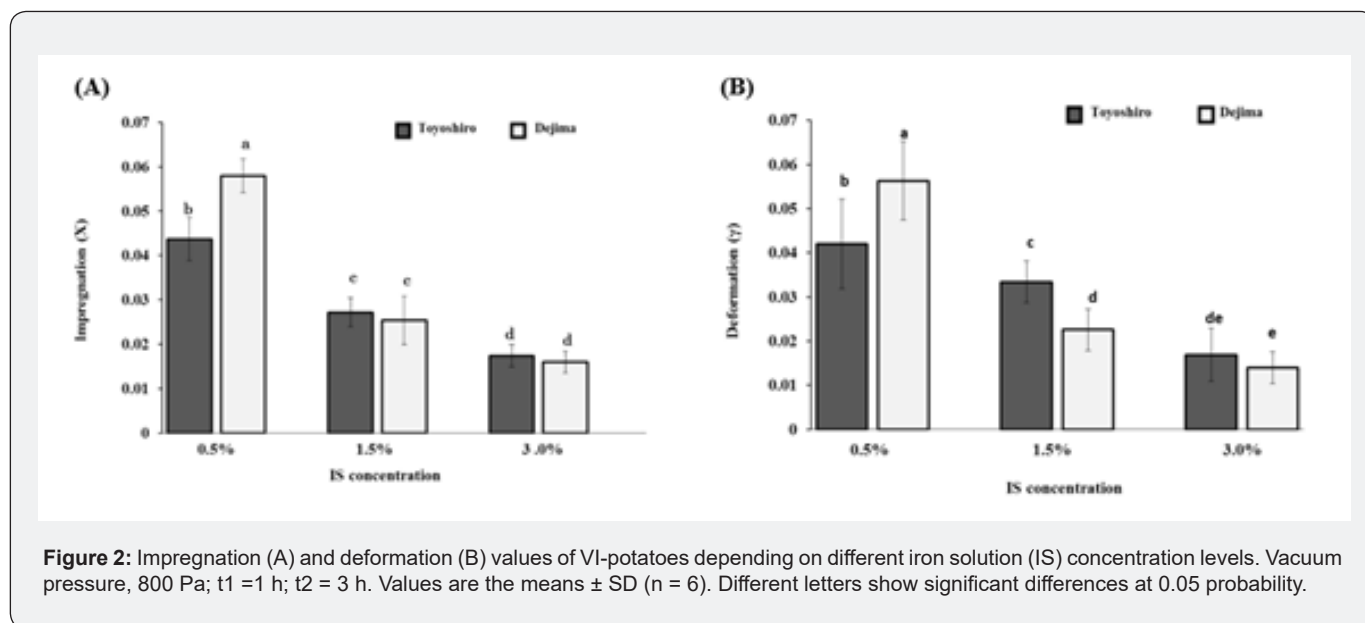 (A)
Toyoshiro Dejima
Impregnation (X)
0.07
0.06
0.05
0.04
0.03
0.02
0.01
0
b a
c c
d d
0.5% 1.5% 3.0%
IS concentration
(B)
Toyoshiro Dejima
Deformation (γ)
0.07
0.06
0.05
0.04
0.03
0.02
0.01
0
b a
c d
de e
0.5% 1.5% 3.0%
IS concentration
Figure 2: Impregnation (A) and deformation (B) values of VI-potatoes depending on different iron solution (IS) concentration levels. Vacuum
pressure, 800 Pa; t1 =1 h; t2 = 3 h. Values are the means ± SD (n = 6). Different letters show significant differences at 0.05 probability.